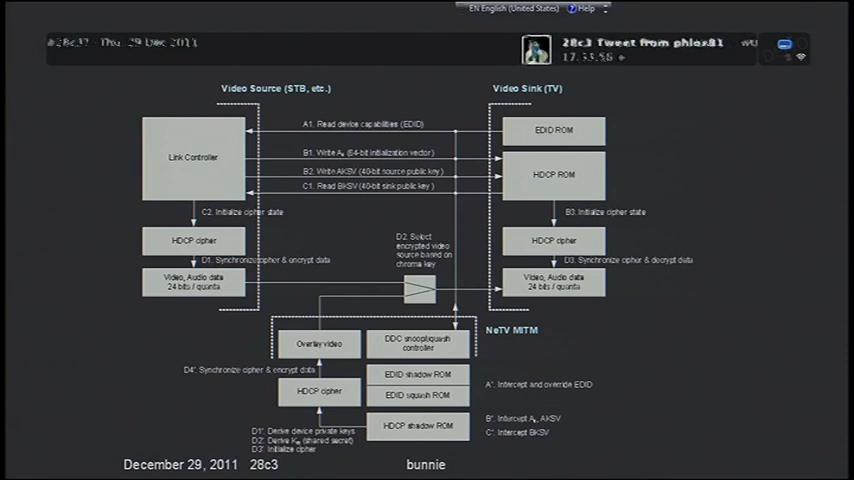 EN English (United States) Help
#28c3? - Thu 29 Dec 2011
28c3 Tweet from phlox81
17:33:56
Video Source (STB, etc.)
Video Sink (TV)
A1. Read device capabilities (EDID)
EDID ROM
Link Controller
B1. Write Aₙ (64-bit initialization vector)
B2. Write AKSV (40-bit source public key)
HDCP ROM
C1. Read BKSV (40-bit sink public key)
C2. Initialize cipher state
B3. Initialize cipher state
HDCP cipher
HDCP cipher
D2. Select
encrypted video
source based on
chroma key
D1. Synchronize cipher & encrypt data
D3. Synchronize cipher & decrypt data
Video, Audio data
24 bits / quanta
Video, Audio data
24 bits / quanta
NeTV MITM
Overlay video
DDC snoop/squash
controller
D4'. Synchronize cipher & encrypt data
EDID shadow ROM
A'. Intercept and override EDID
HDCP cipher
EDID squash ROM
HDCP shadow ROM
B'. Intercept Aₙ, AKSV
C'. Intercept BKSV
D1'. Derive device private keys
D2'. Derive Kₘ (shared secret)
D3'. Initialize cipher
December 29, 2011 28c3 bunnie